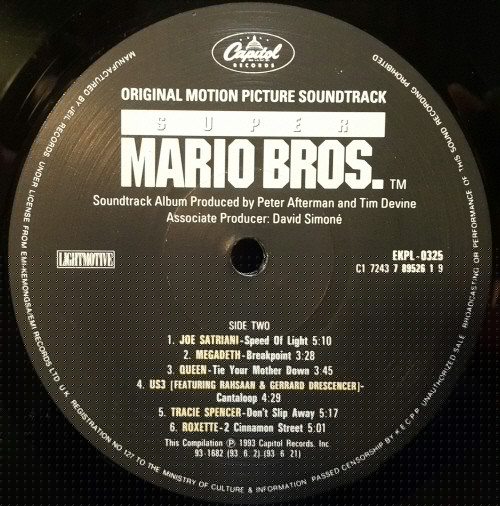 Capitol
RECORDS
ORIGINAL MOTION PICTURE SOUNDTRACK
SUPER
MARIO BROS.™
Soundtrack Album Produced by Peter Afterman and Tim Devine
Associate Producer: David Simoné
LIGHTMOTIVE
EKPL-0325
C1 7243 7 89526 1 9
SIDE TWO
1. JOE SATRIANI-Speed Of Light 5:10
2. MEGADETH-Breakpoint 3:28
3. QUEEN-Tie Your Mother Down 3:45
4. US3 [FEATURING RAHSAAN & GERRARD DRESCENCER]-
Cantaloop 4:29
5. TRACIE SPENCER-Don't Slip Away 5:17
6. ROXETTE-2 Cinnamon Street 5:01
This Compilation ℗ 1993 Capitol Records. Inc.
93-1682 (93. 6. 2) (93. 6. 21)
MANUFACTURED BY JEIL RECORDS UNDER LICENSE FROM EMI-KEMONGSA/EMI RECORDS LTD U.K. REGISTRATION NO 127 TO THE MINISTRY OF CULTURE & INFORMATION PASSED CENSORSHIP BY K.E.C.P.P. UNAUTHORIZED SALE BROADCASTING OR PERFORMANCE OF THIS SOUND RECORDING PROHIBITED